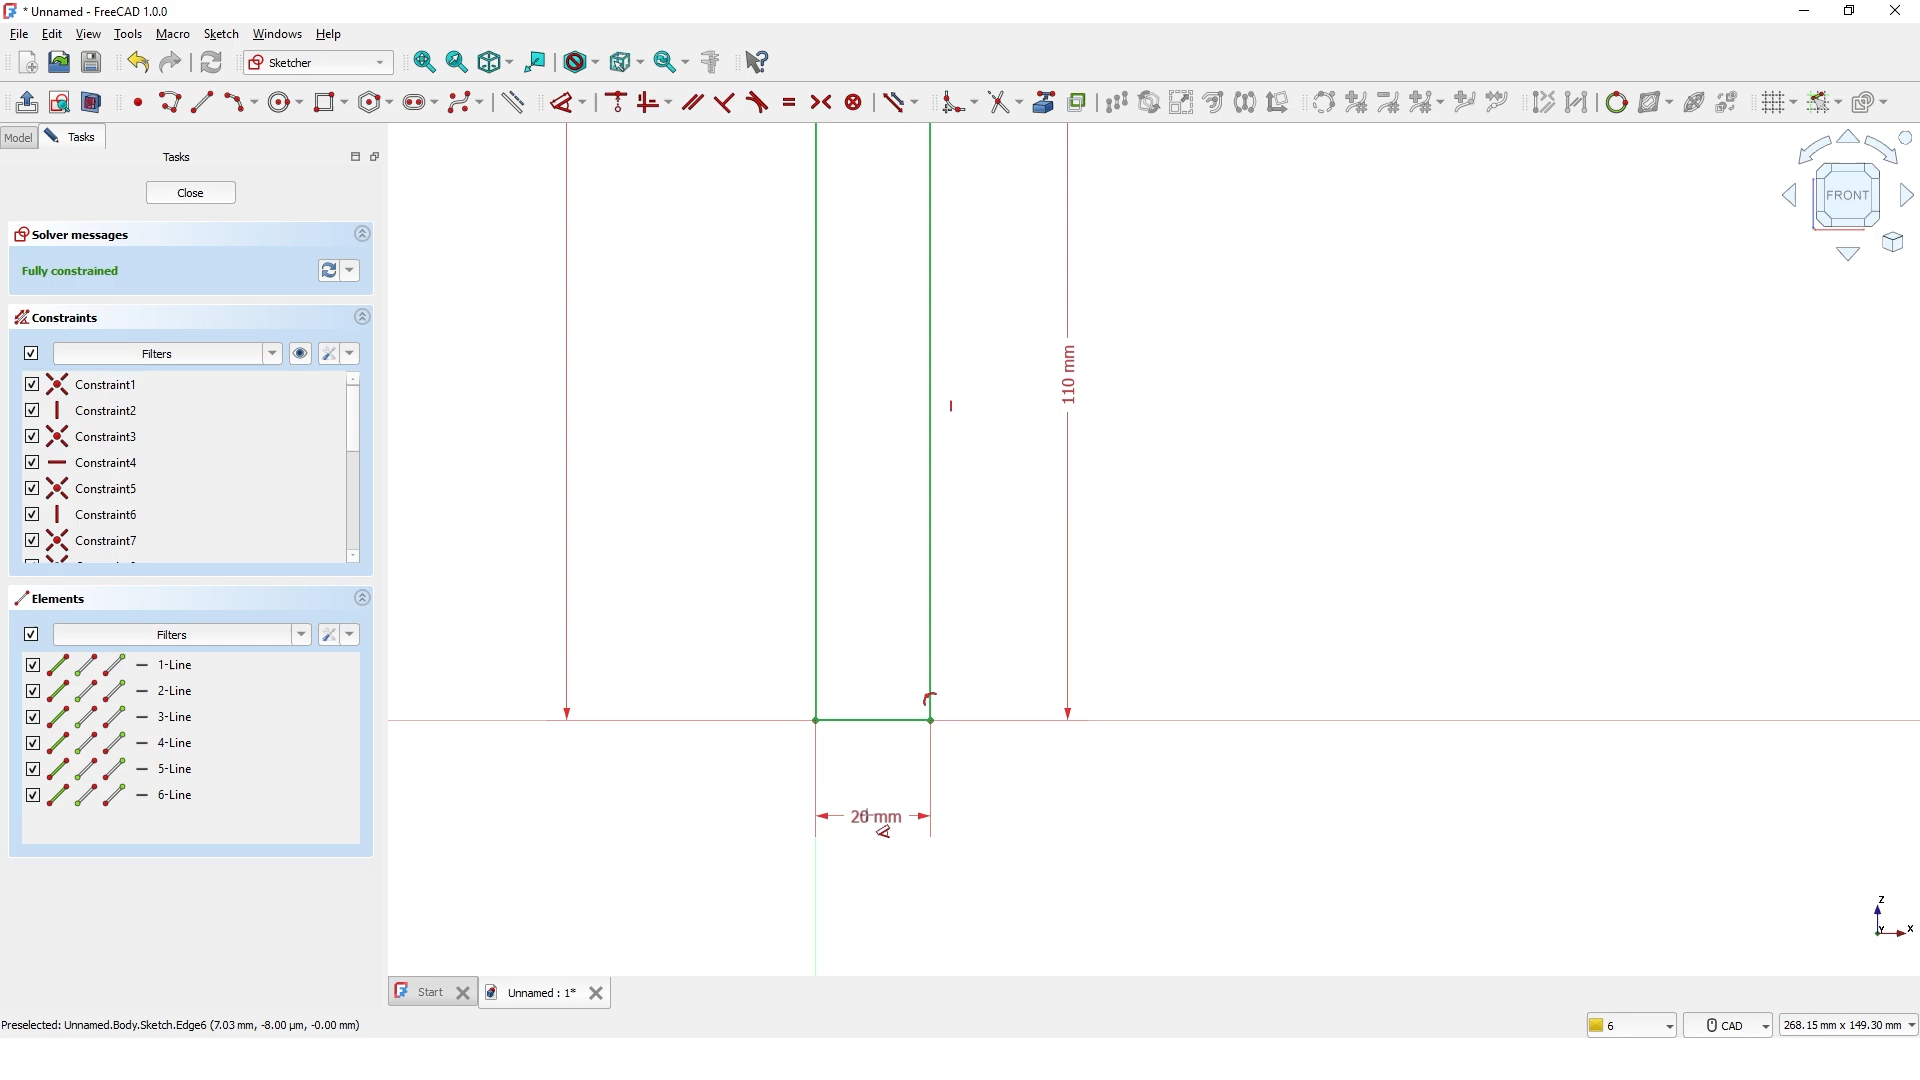 * Unnamed - FreeCAD 1.0.0
File Edit View Tools Macro Sketch Windows Help
Sketcher
Model Tasks
Tasks
Close
Solver messages
Fully constrained
Constraints
Filters
Constraint1
Constraint2
Constraint3
Constraint4
Constraint5
Constraint6
Constraint7
Elements
Filters
1-Line
2-Line
3-Line
4-Line
5-Line
6-Line
110 mm
20 mm
FRONT
Z
Y
X
Start
Unnamed : 1*
Preselected: Unnamed.Body.Sketch.Edge6 (7.03 mm, -8.00 µm, -0.00 mm)
6
CAD
268.15 mm x 149.30 mm